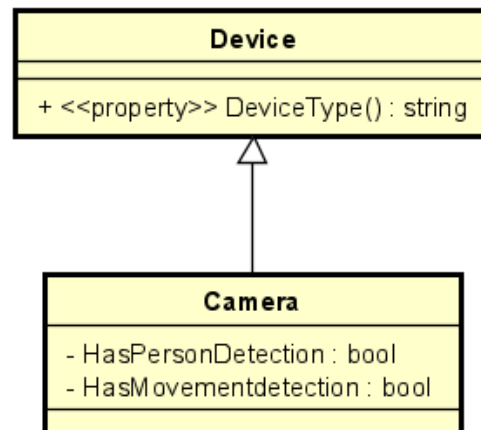 Device
+ <<property>> DeviceType() : string
Camera
- HasPersonDetection : bool
- HasMovementdetection : bool